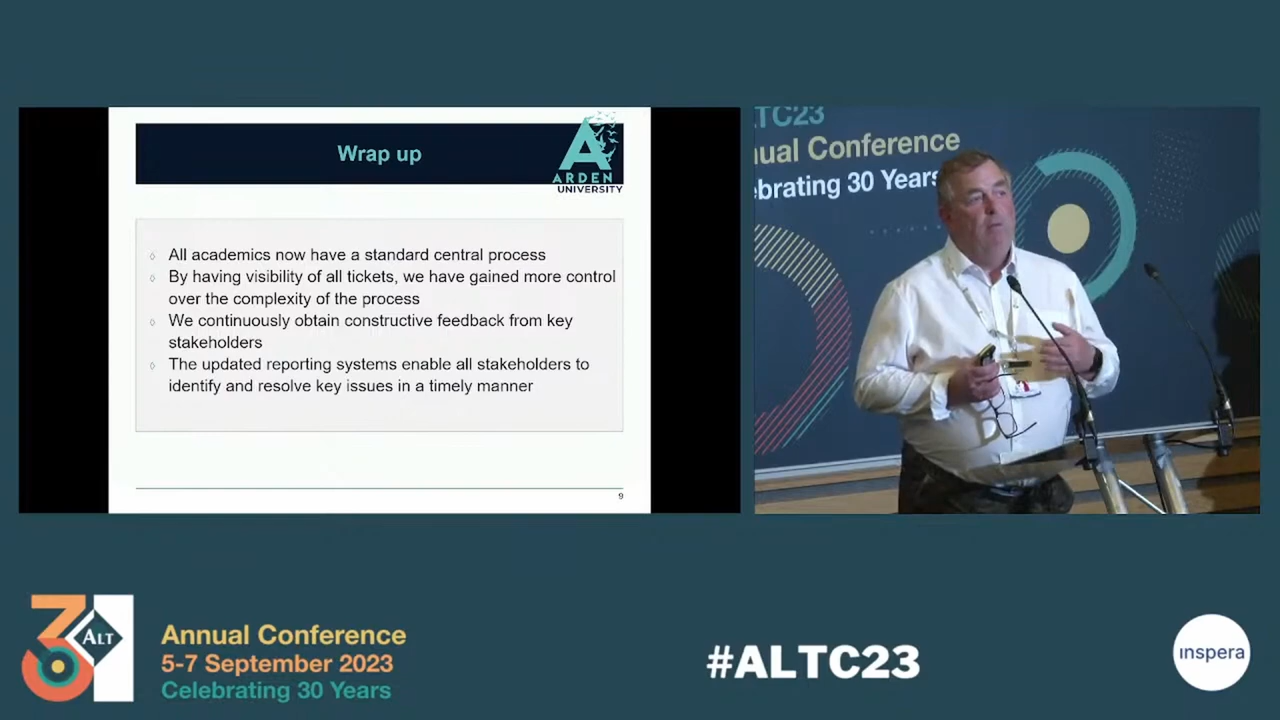 Wrap up
ARDEN
UNIVERSITY
All academics now have a standard central process
By having visibility of all tickets, we have gained more control
over the complexity of the process
We continuously obtain constructive feedback from key
stakeholders
The updated reporting systems enable all stakeholders to
identify and resolve key issues in a timely manner
9
LTC23
nual Conference
ebrating 30 Years
30
ALT
Annual Conference
5-7 September 2023
Celebrating 30 Years
#ALTC23
inspera